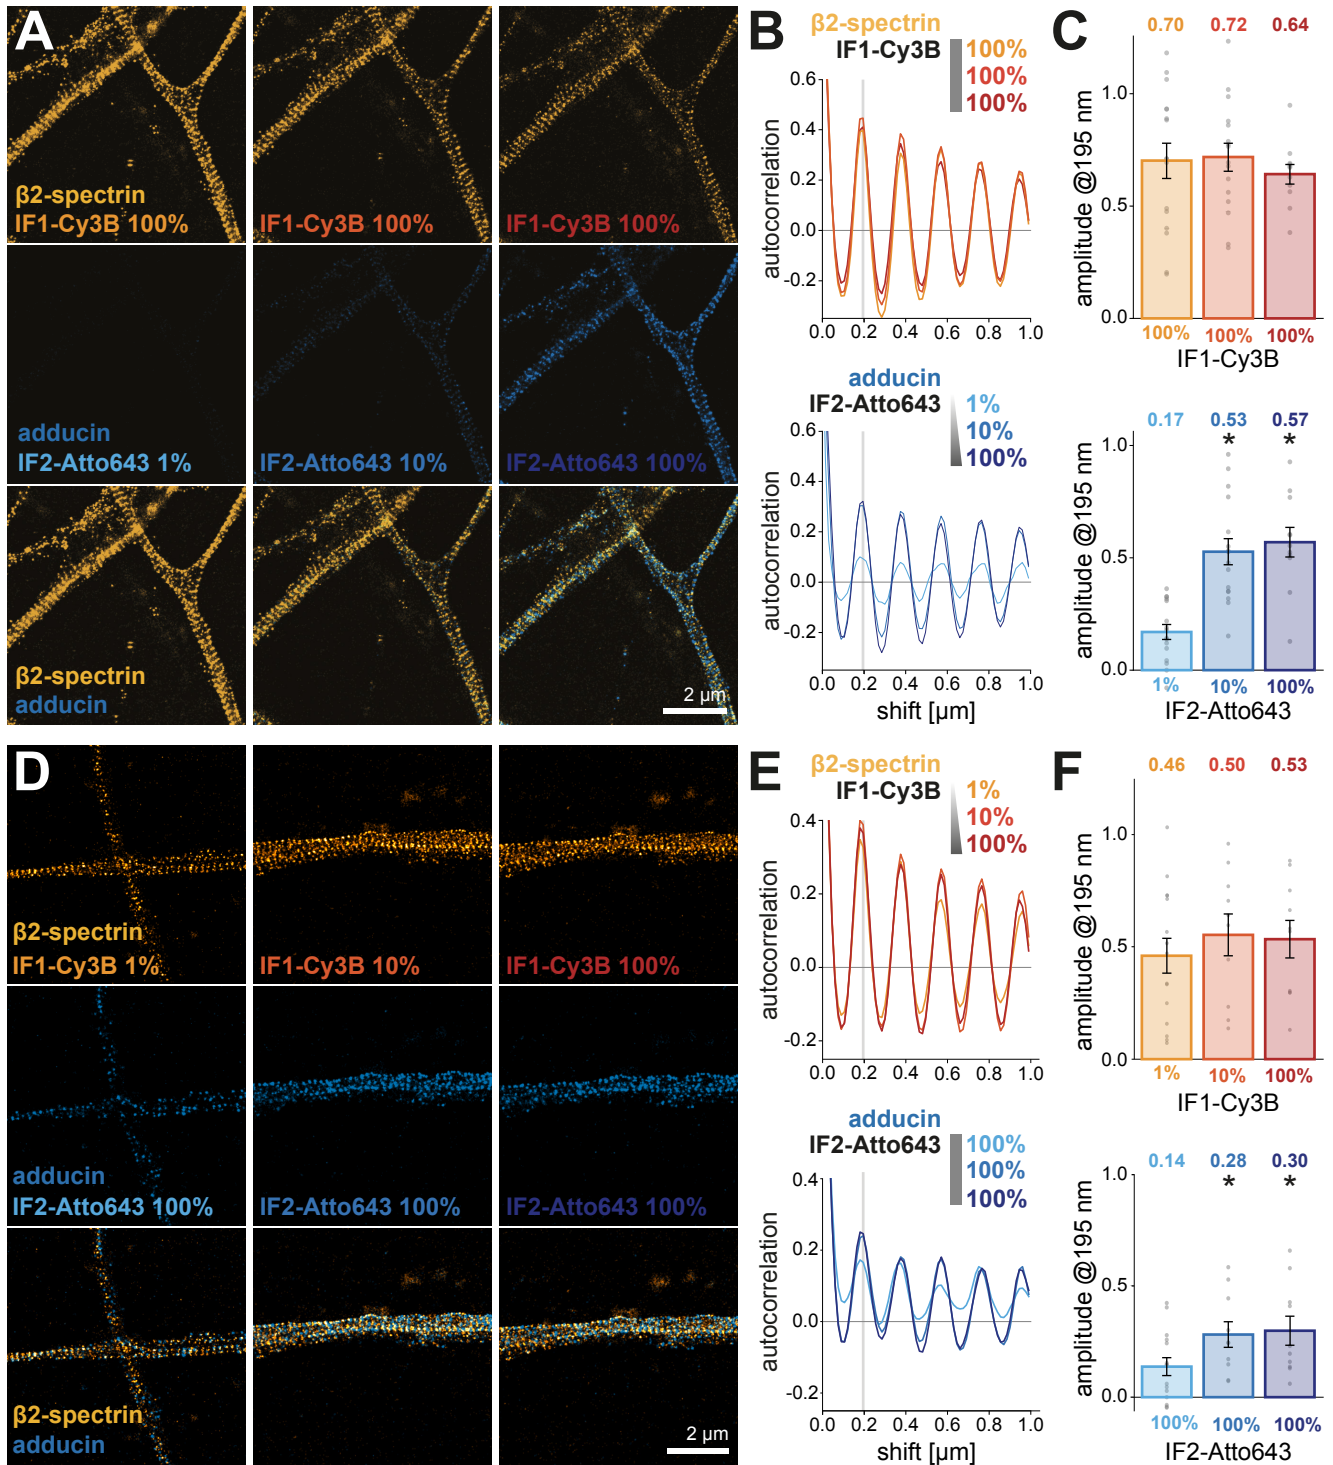 A
β2-spectrin
IF1-Cy3B 100%
IF1-Cy3B 100%
IF1-Cy3B 100%
adducin
IF2-Atto643 1%
IF2-Atto643 10%
IF2-Atto643 100%
β2-spectrin
adducin
2 µm
B
β2-spectrin
IF1-Cy3B
100%
100%
100%
autocorrelation
0.6
0.4
0.2
0.0
-0.2
0.0 0.2 0.4 0.6 0.8 1.0
adducin
IF2-Atto643
1%
10%
100%
autocorrelation
0.6
0.4
0.2
0.0
-0.2
0.0 0.2 0.4 0.6 0.8 1.0
shift [µm]
C
0.70 0.72 0.64
amplitude @195 nm
1.0
0.5
0.0
100% 100% 100%
IF1-Cy3B
0.17 0.53 0.57
* *
amplitude @195 nm
1.0
0.5
0.0
1% 10% 100%
IF2-Atto643
D
β2-spectrin
IF1-Cy3B 1%
IF1-Cy3B 10%
IF1-Cy3B 100%
adducin
IF2-Atto643 100%
IF2-Atto643 100%
IF2-Atto643 100%
β2-spectrin
adducin
2 µm
E
β2-spectrin
IF1-Cy3B
1%
10%
100%
autocorrelation
0.4
0.2
0.0
-0.2
0.0 0.2 0.4 0.6 0.8 1.0
adducin
IF2-Atto643
100%
100%
100%
autocorrelation
0.4
0.2
0.0
-0.2
0.0 0.2 0.4 0.6 0.8 1.0
shift [µm]
F
0.46 0.50 0.53
amplitude @195 nm
1.0
0.5
0.0
1% 10% 100%
IF1-Cy3B
0.14 0.28 0.30
* *
amplitude @195 nm
1.0
0.5
0.0
100% 100% 100%
IF2-Atto643